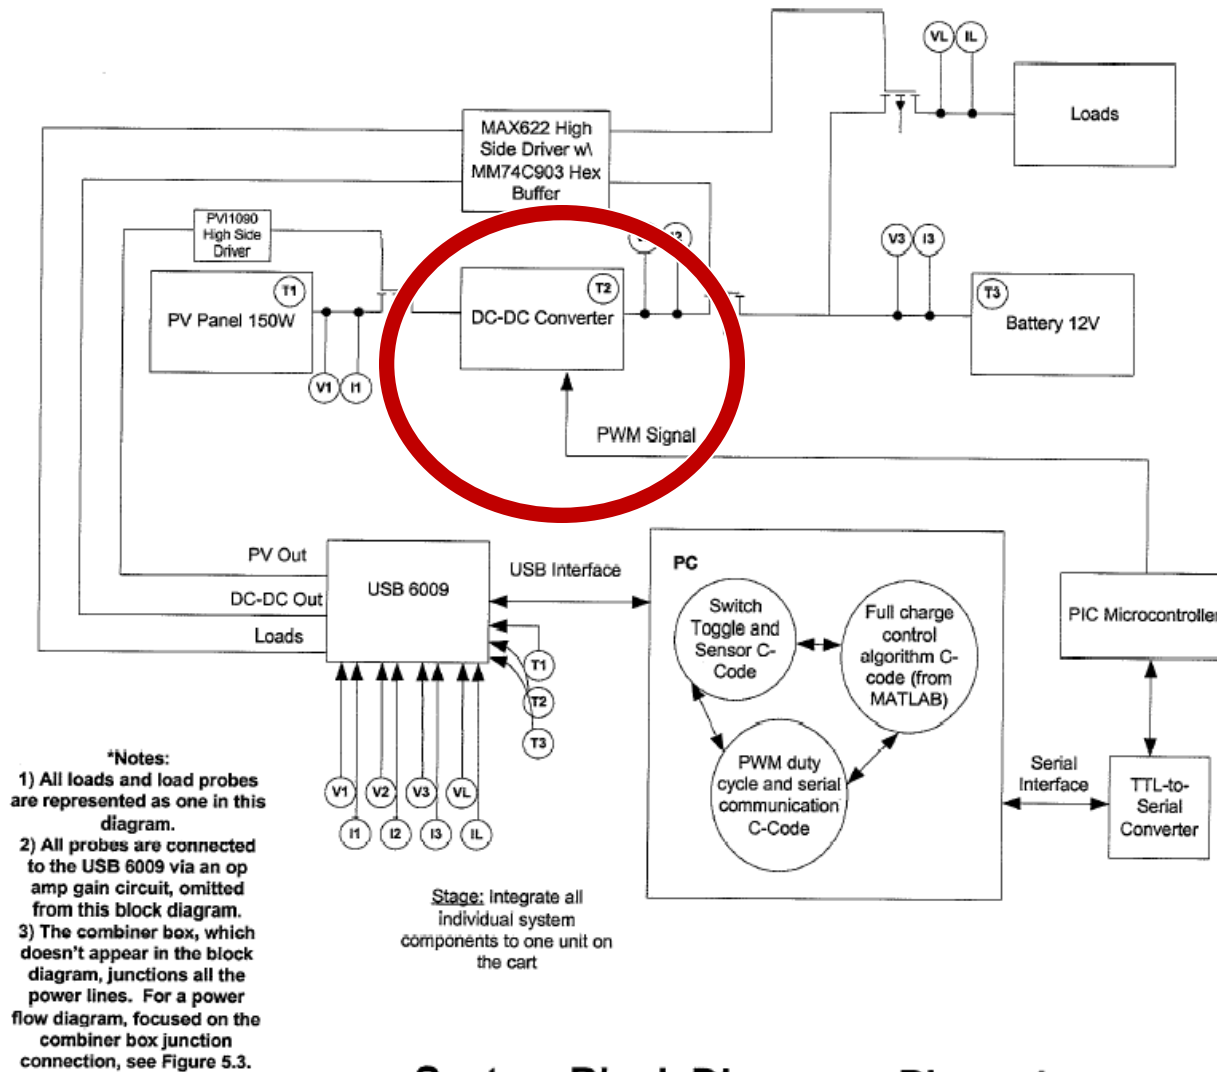 VL
IL
Loads
MAX622 High
Side Driver w\
MM74C903 Hex
Buffer
PVI1090
High Side
Driver
V3
I3
T1
PV Panel 150W
T2
DC-DC Converter
T3
Battery 12V
V1
I1
PWM Signal
PV Out
DC-DC Out
Loads
USB 6009
USB Interface
T1
T2
T3
V1
V2
V3
VL
I1
I2
I3
IL
PC
Switch
Toggle and
Sensor C-
Code
Full charge
control
algorithm C-
code (from
MATLAB)
PWM duty
cycle and serial
communication
C-Code
PIC Microcontroller
Serial
Interface
TTL-to-
Serial
Converter
*Notes:
1) All loads and load probes
are represented as one in this
diagram.
2) All probes are connected
to the USB 6009 via an op
amp gain circuit, omitted
from this block diagram.
3) The combiner box, which
doesn't appear in the block
diagram, junctions all the
power lines. For a power
flow diagram, focused on the
combiner box junction
connection, see Figure 5.3.
Stage: Integrate all
individual system
components to one unit on
the cart